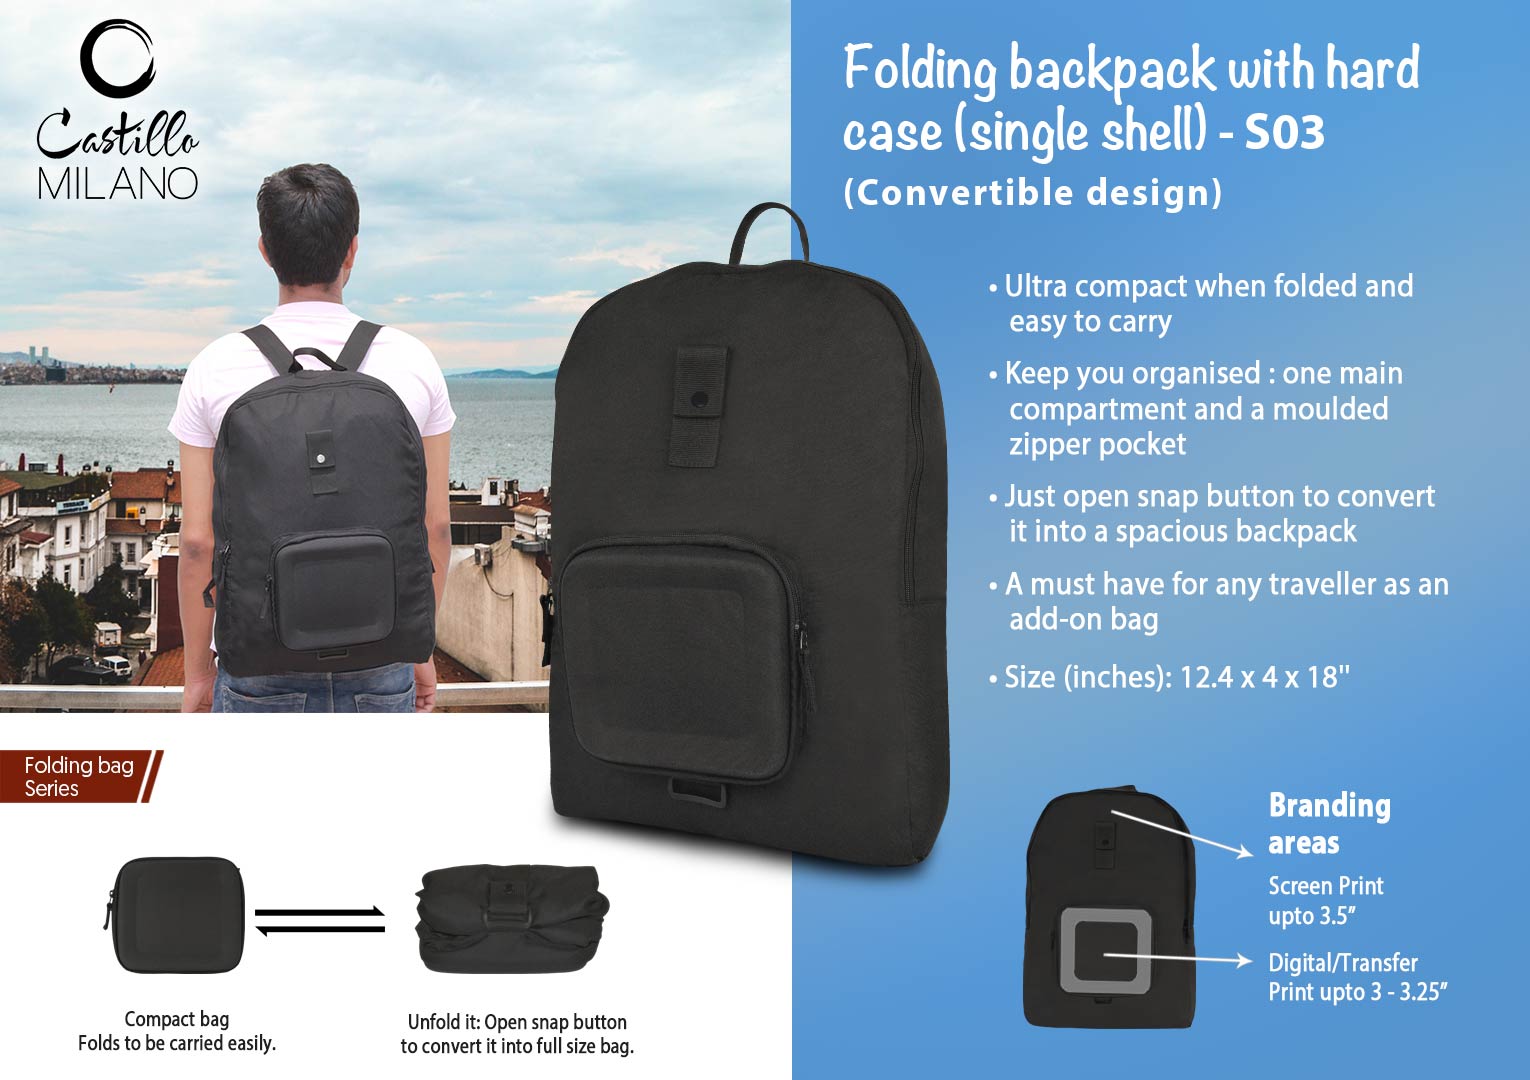 Castillo
MILANO
Folding backpack with hard
case (single shell) - S03
(Convertible design)
• Ultra compact when folded and
easy to carry
• Keep you organised : one main
compartment and a moulded
zipper pocket
• Just open snap button to convert
it into a spacious backpack
• A must have for any traveller as an
add-on bag
• Size (inches): 12.4 x 4 x 18"
Folding bag
Series
Compact bag
Folds to be carried easily.
Unfold it: Open snap button
to convert it into full size bag.
Branding
areas
Screen Print
upto 3.5”
Digital/Transfer
Print upto 3 - 3.25”